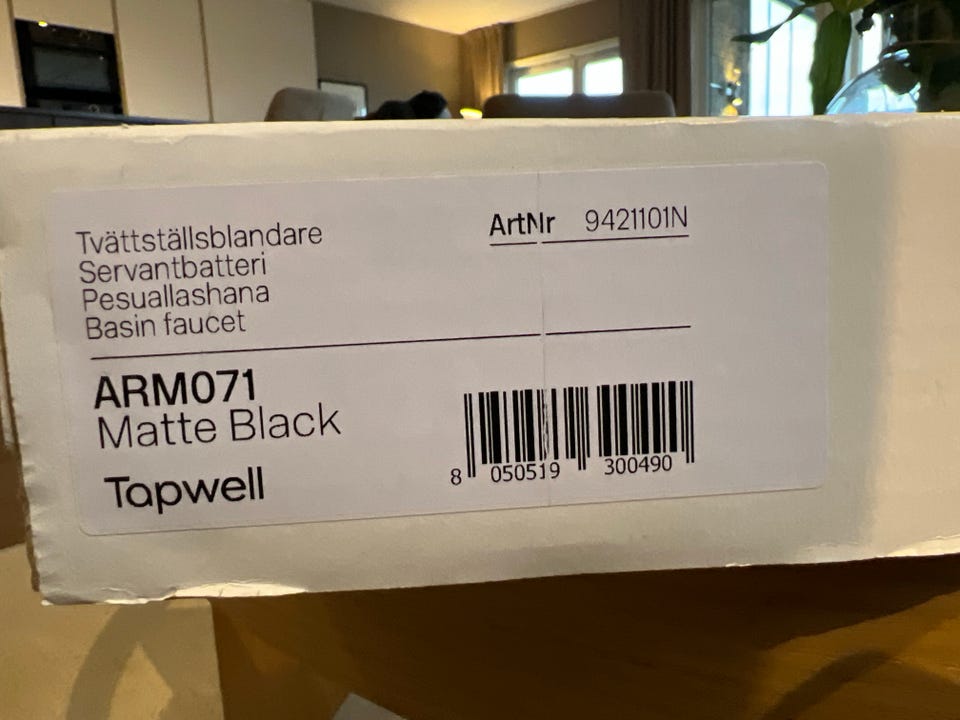 Tvättställsblandare
Servantbatteri
Pesuallashana
Basin faucet
ArtNr 9421101N
ARM071
Matte Black
Tapwell
8 050519 300490